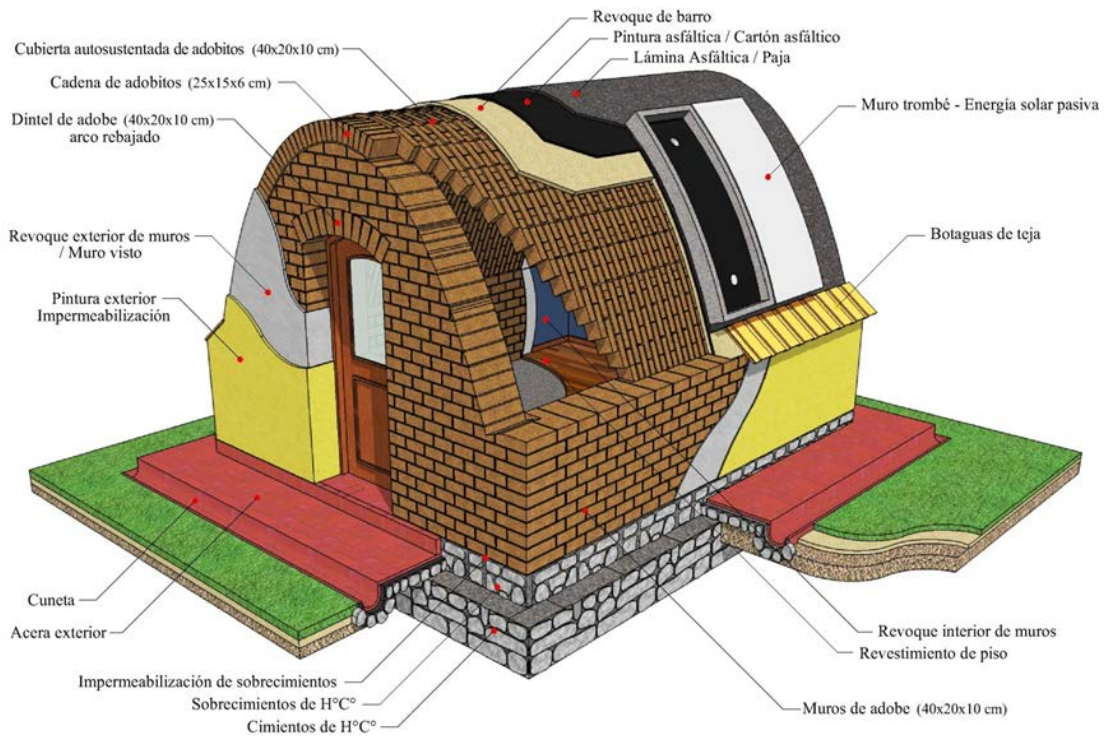 Revoque de barro
Pintura asfáltica / Cartón asfáltico
Lámina Asfáltica / Paja
Cubierta autosustentada de adobitos (40x20x10 cm)
Cadena de adobitos (25x15x6 cm)
Dintel de adobe (40x20x10 cm)
arco rebajado
Muro trombé - Energía solar pasiva
Revoque exterior de muros
/ Muro visto
Botaguas de teja
Pintura exterior
Impermeabilización
Cuneta
Acera exterior
Revoque interior de muros
Revestimiento de piso
Impermeabilización de sobrecimientos
Sobrecimientos de H°C°
Cimientos de H°C°
Muros de adobe (40x20x10 cm)